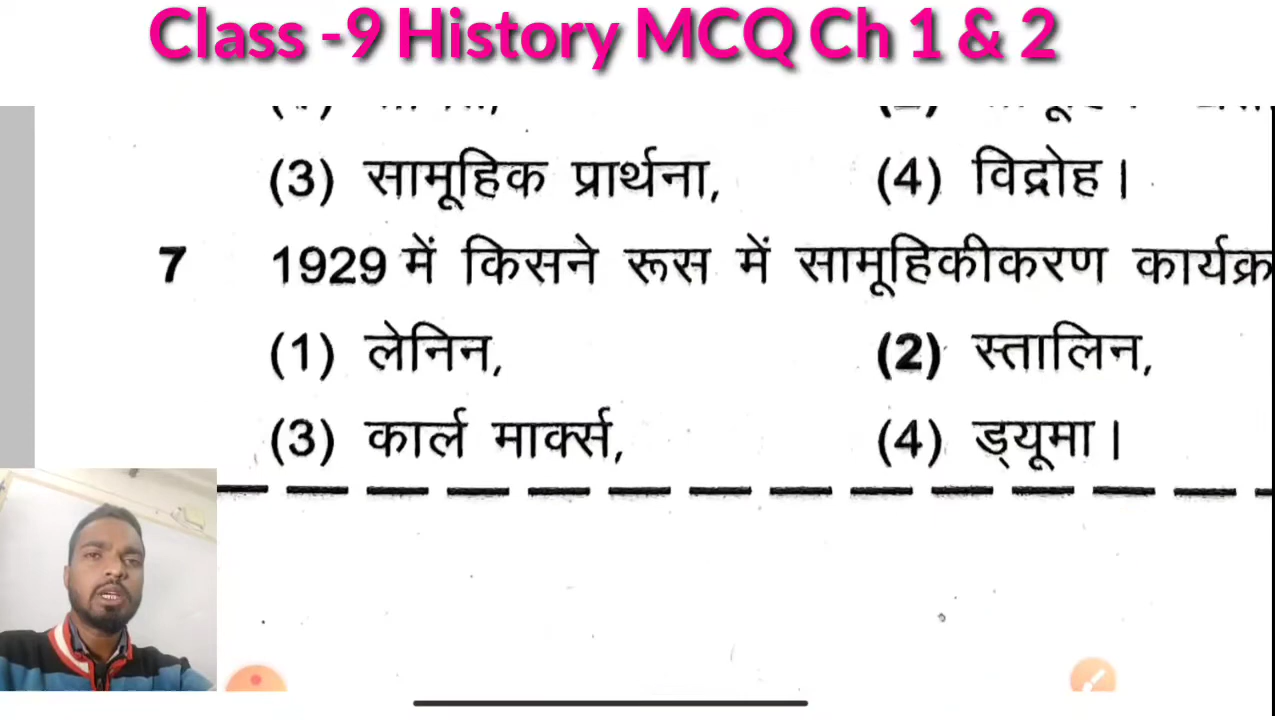 Class -9 History MCQ Ch 1 & 2
(3) सामूहिक प्रार्थना, (4) विद्रोह।
7 1929 में किसने रूस में सामूहिकीकरण
(1) लेनिन, (2) स्तालिन,
(3) कार्ल मार्क्स, (4) ड्यूमा।